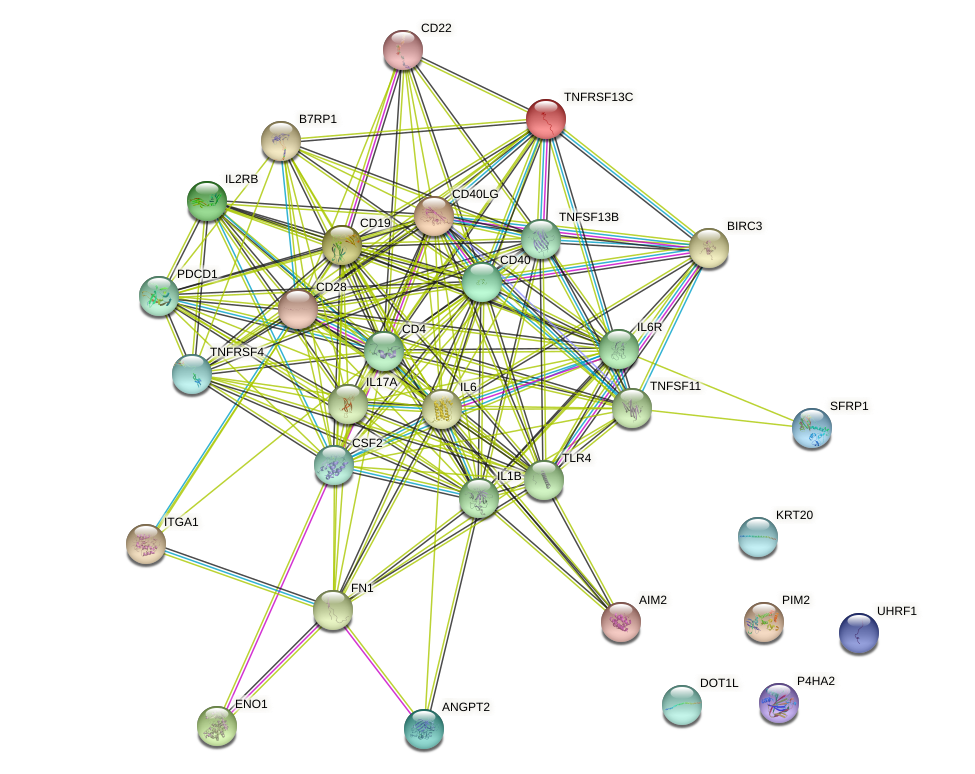 CD22
TNFRSF13C
B7RP1
IL2RB
CD40LG
TNFSF13B
CD19
BIRC3
CD40
PDCD1
CD28
CD4
IL6R
TNFRSF4
IL17A
IL6
TNFSF11
SFRP1
CSF2
TLR4
IL1B
ITGA1
KRT20
FN1
AIM2
PIM2
UHRF1
DOT1L
P4HA2
ENO1
ANGPT2